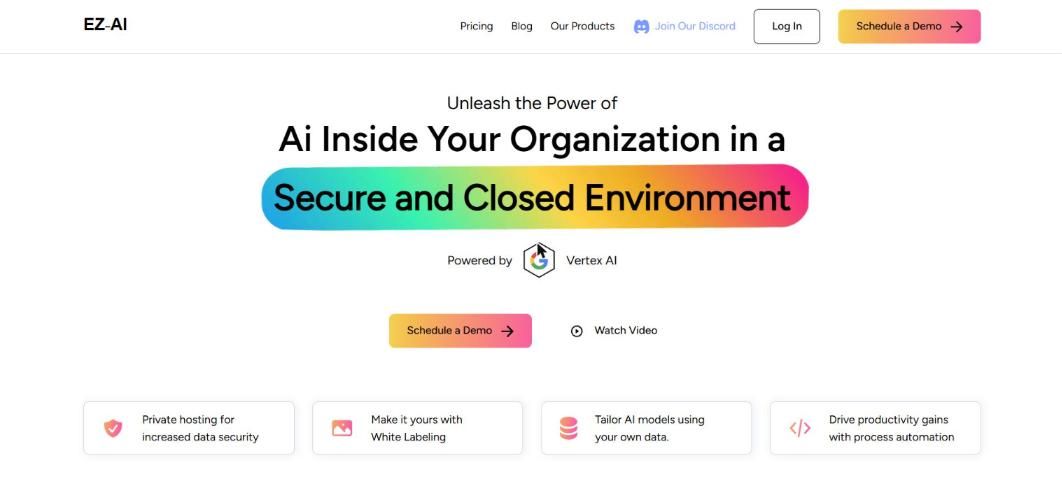 EZ-AI
Pricing
Blog
Our Products
Join Our Discord
Log In
Schedule a Demo
Unleash the Power of
Ai Inside Your Organization in a
Secure and Closed Environment
Powered by
Vertex AI
Schedule a Demo
Watch Video
Private hosting for
increased data security
Make it yours with
White Labeling
Tailor AI models using
your own data.
Drive productivity gains
with process automation